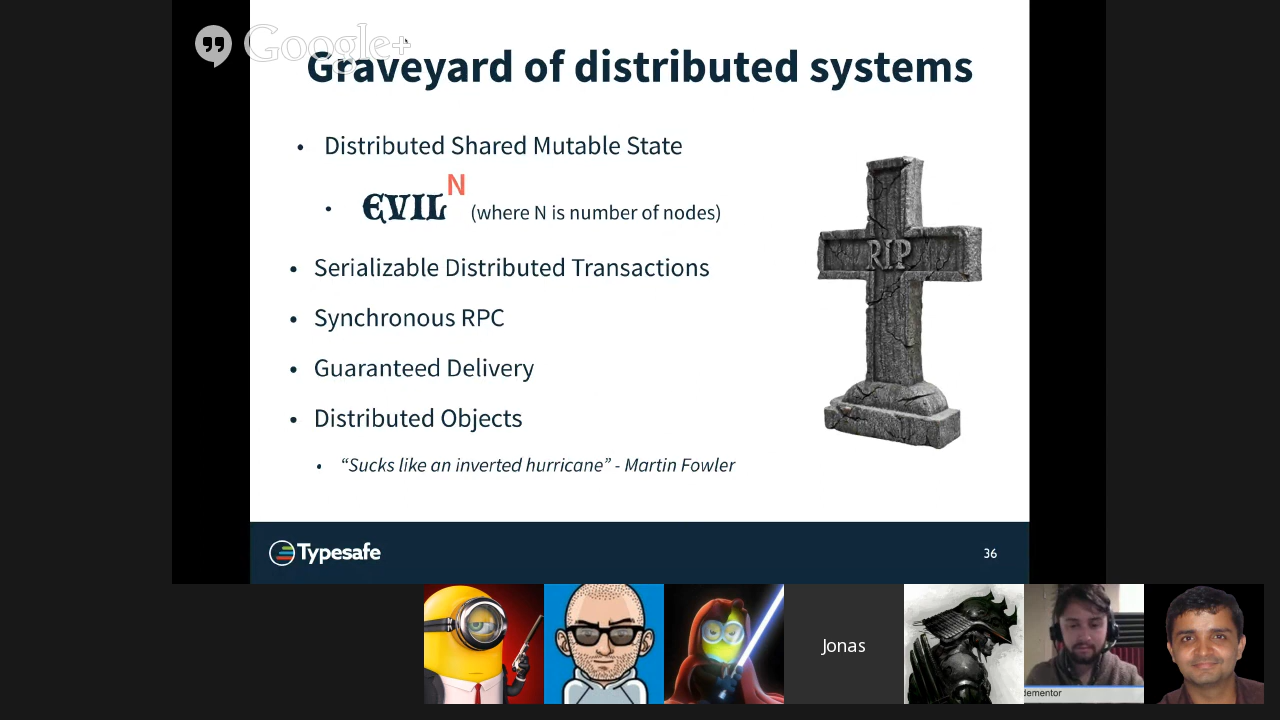 Google+
Graveyard of distributed systems
• Distributed Shared Mutable State
• EVIL^N (where N is number of nodes)
• Serializable Distributed Transactions
• Synchronous RPC
• Guaranteed Delivery
• Distributed Objects
• “Sucks like an inverted hurricane” - Martin Fowler
RIP
Typesafe
36
Jonas
dementor